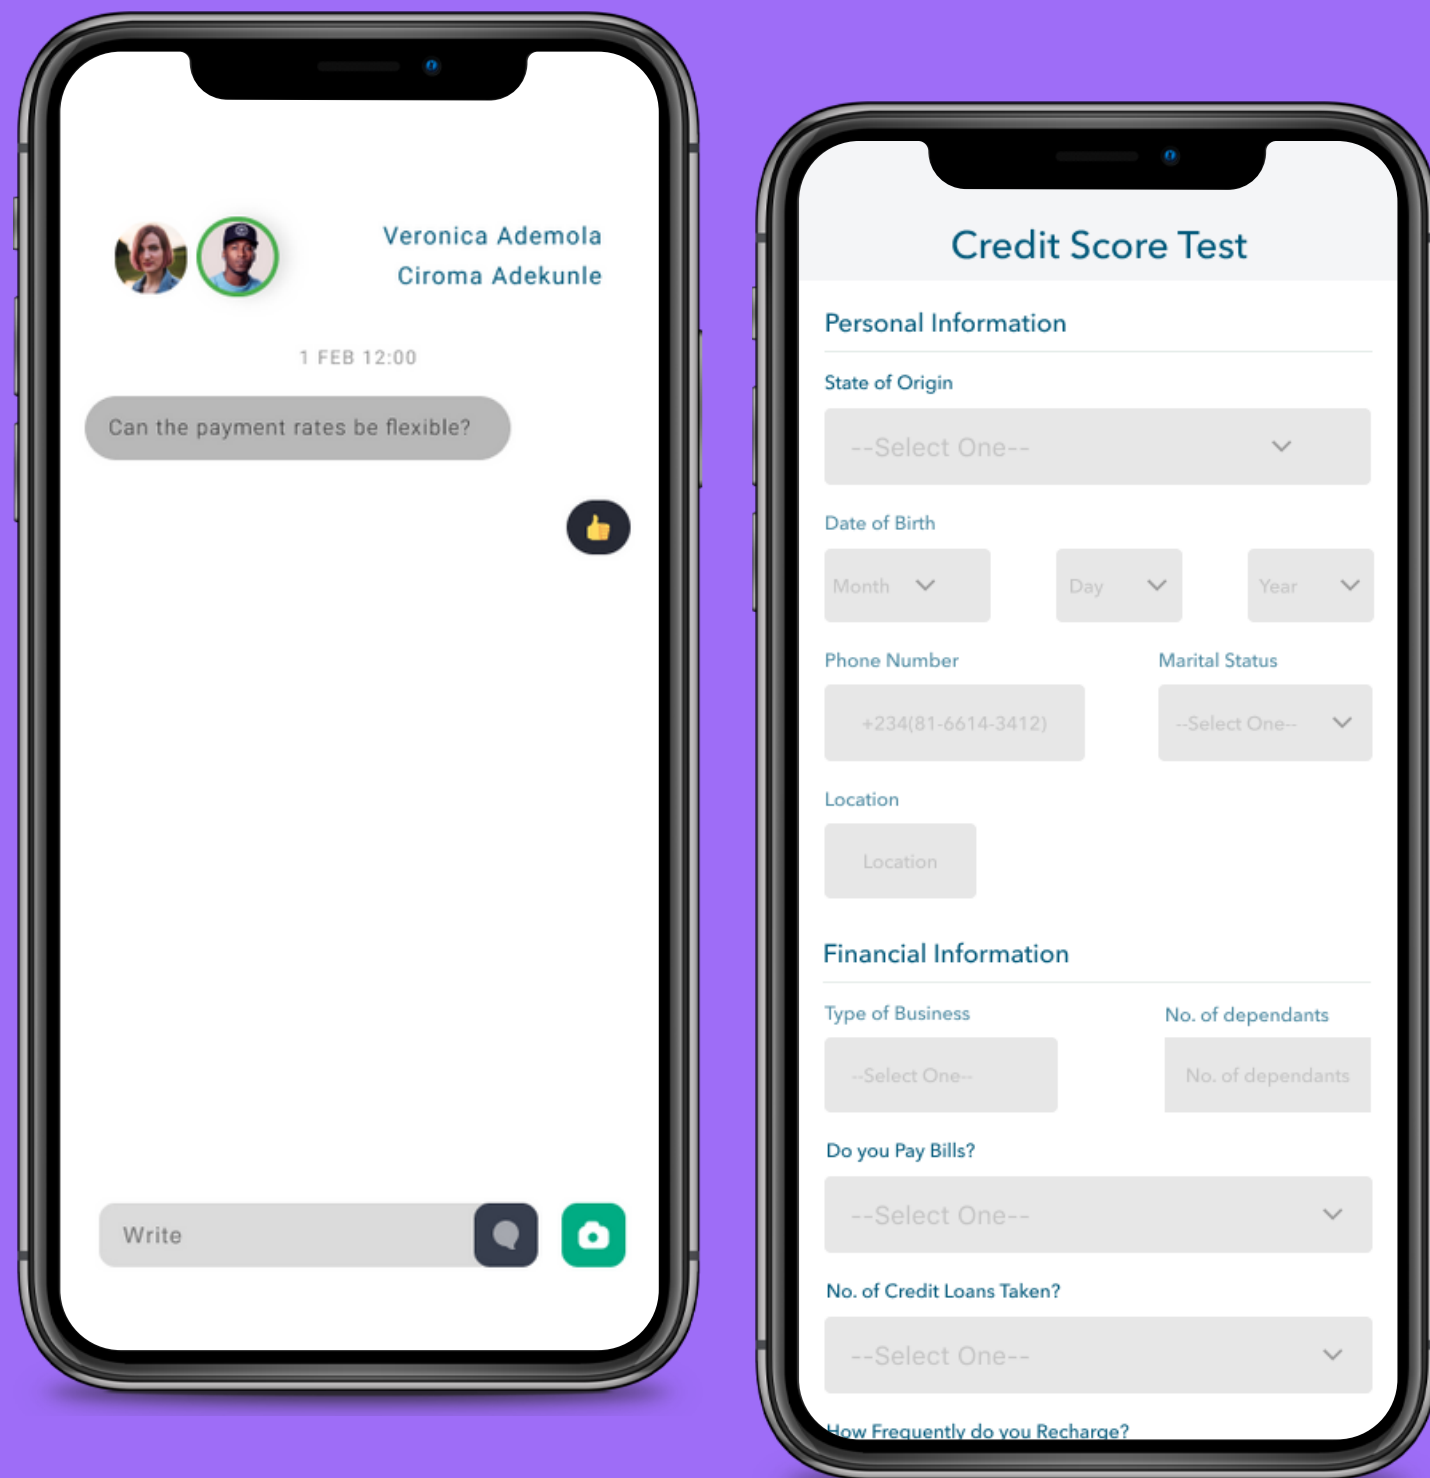 Veronica Ademola
Ciroma Adekunle
1 FEB 12:00
Can the payment rates be flexible?
Write
Credit Score Test
Personal Information
State of Origin
--Select One--
Date of Birth
Month Day Year
Phone Number Marital Status
+234(81-6614-3412) --Select One--
Location
Location
Financial Information
Type of Business No. of dependants
--Select One-- No. of dependants
Do you Pay Bills?
--Select One--
No. of Credit Loans Taken?
--Select One--
How Frequently do you Recharge?